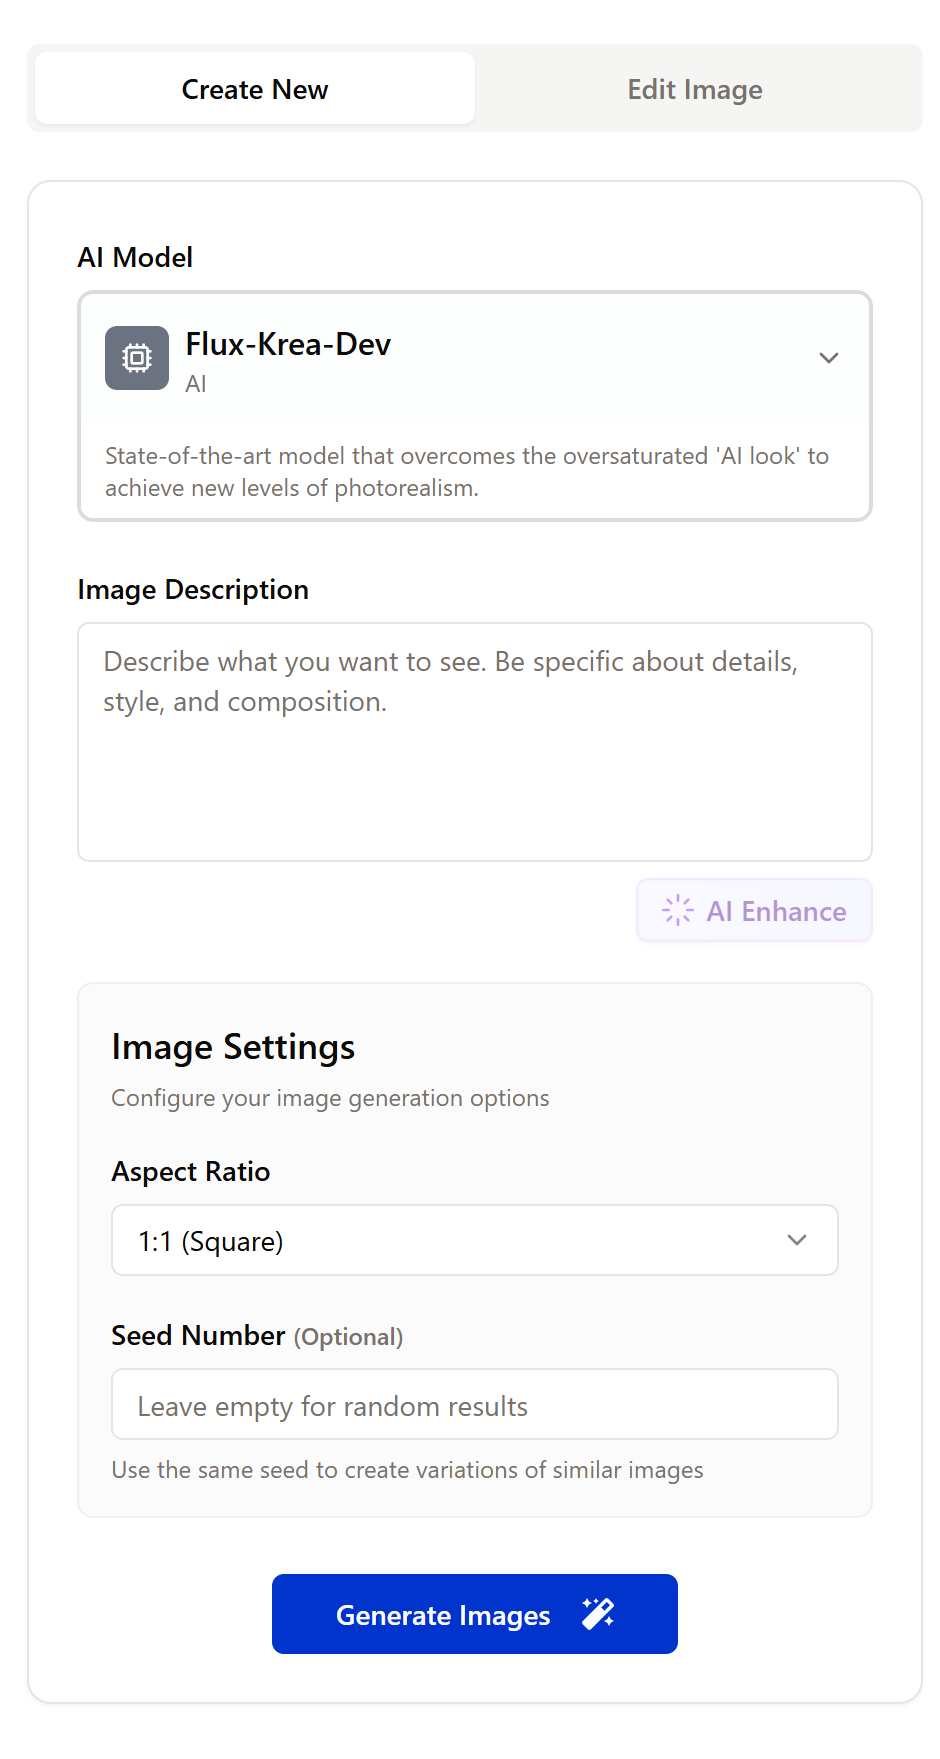 Create New
Edit Image
AI Model
Flux-Krea-Dev
AI
State-of-the-art model that overcomes the oversaturated 'AI look' to
achieve new levels of photorealism.
Image Description
Describe what you want to see. Be specific about details,
style, and composition.
AI Enhance
Image Settings
Configure your image generation options
Aspect Ratio
1:1 (Square)
Seed Number (Optional)
Leave empty for random results
Use the same seed to create variations of similar images
Generate Images